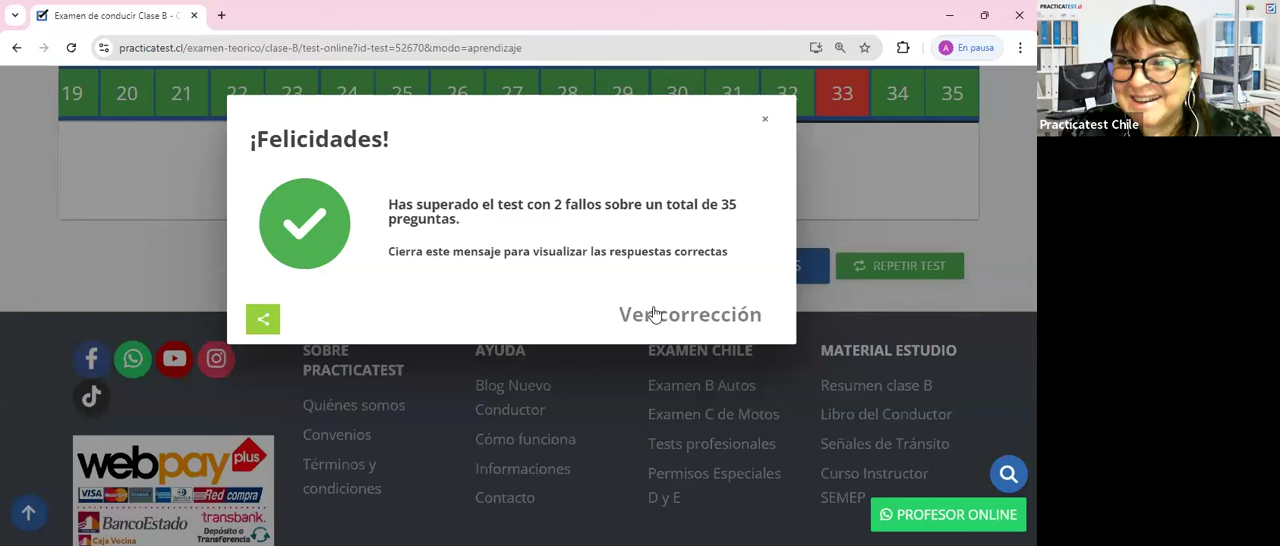 Examen de conducir Clase B - C
practicatest.cl/examen-teorico/clase-B/test-online?id-test=52670&modo=aprendizaje
A En pausa
PRACTICATEST.cl
Practicatest Chile
19 20 21 22 23 24 25 26 27 28 29 30 31 32 33 34 35
¡Felicidades!
×
Has superado el test con 2 fallos sobre un total de 35
preguntas.
Cierra este mensaje para visualizar las respuestas correctas
Ver corrección
S
REPETIR TEST
SOBRE
PRACTICATEST
Quiénes somos
Convenios
Términos y
condiciones
AYUDA
Blog Nuevo
Conductor
Cómo funciona
Informaciones
Contacto
EXAMEN CHILE
Examen B Autos
Examen C de Motos
Tests profesionales
Permisos Especiales
D y E
MATERIAL ESTUDIO
Resumen clase B
Libro del Conductor
Señales de Tránsito
Curso Instructor
SEMEP
webpay plus
VISA
Red compra
BancoEstado
Caja Vecina
transbank.
Depósito a
Transferencia
PROFESOR ONLINE